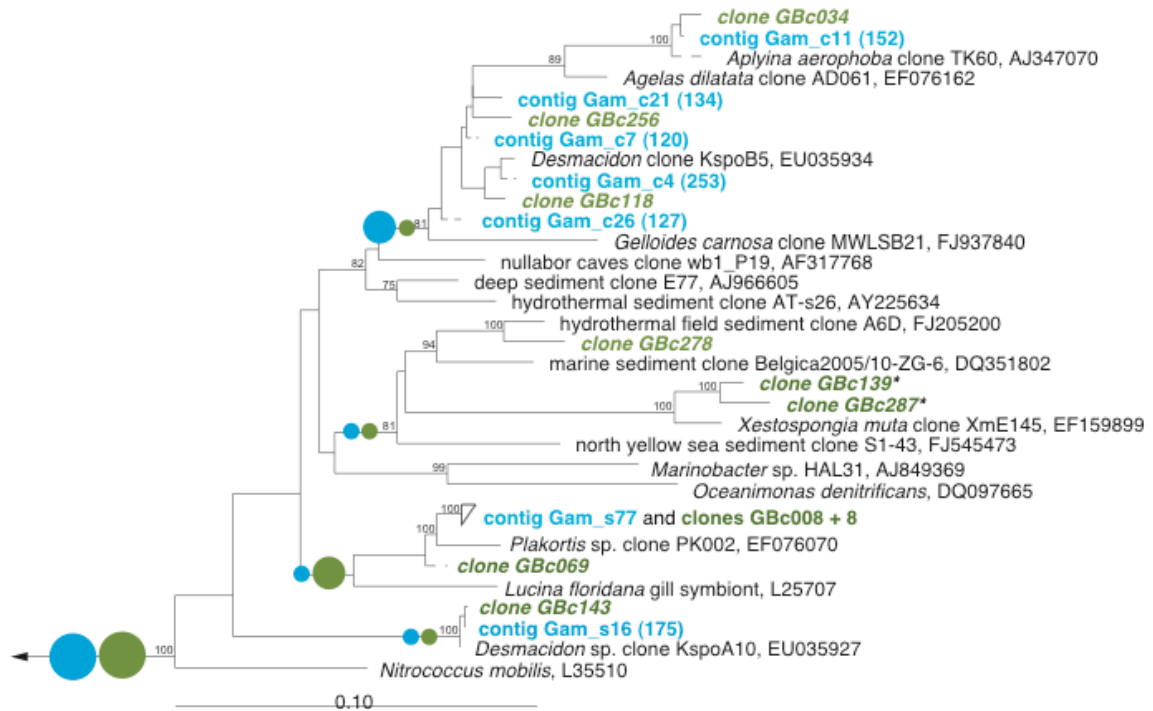 clone GBc034
100
contig Gam_c11 (152)
Aplyina aerophoba clone TK60, AJ347070
89
Agelas dilatata clone AD061, EF076162
contig Gam_c21 (134)
clone GBc256
contig Gam_c7 (120)
Desmacidon clone KspoB5, EU035934
contig Gam_c4 (253)
clone GBc118
contig Gam_c26 (127)
81
Gelloides carnosa clone MWLSB21, FJ937840
82
nullabor caves clone wb1_P19, AF317768
deep sediment clone E77, AJ966605
75
hydrothermal sediment clone AT-s26, AY225634
100
hydrothermal field sediment clone A6D, FJ205200
clone GBc278
94
marine sediment clone Belgica2005/10-ZG-6, DQ351802
100
clone GBc139*
clone GBc287*
100
Xestospongia muta clone XmE145, EF159899
81
north yellow sea sediment clone S1-43, FJ545473
99
Marinobacter sp. HAL31, AJ849369
Oceanimonas denitrificans, DQ097665
100
contig Gam_s77 and clones GBc008 + 8
100
Plakortis sp. clone PK002, EF076070
clone GBc069
Lucina floridana gill symbiont, L25707
clone GBc143
100
contig Gam_s16 (175)
Desmacidon sp. clone KspoA10, EU035927
100
Nitrococcus mobilis, L35510
0.10